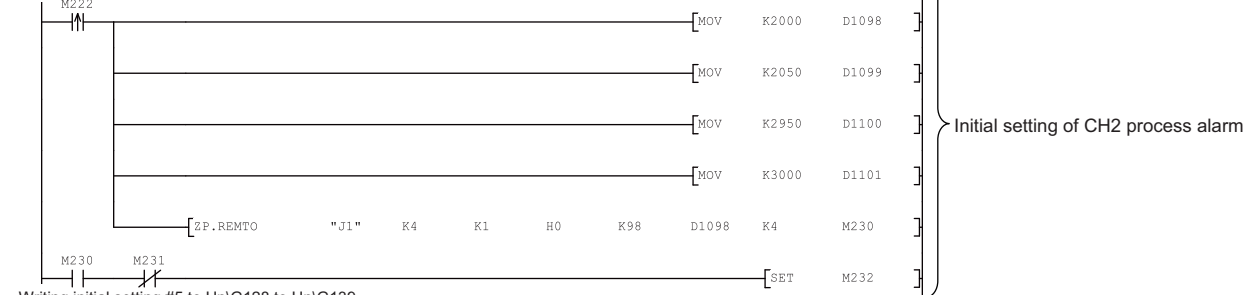 M222
MOV K2000 D1098
MOV K2050 D1099
MOV K2950 D1100
Initial setting of CH2 process alarm
MOV K3000 D1101
ZP.REMTO "J1" K4 K1 H0 K98 D1098 K4 M230
M230 M231
SET M232